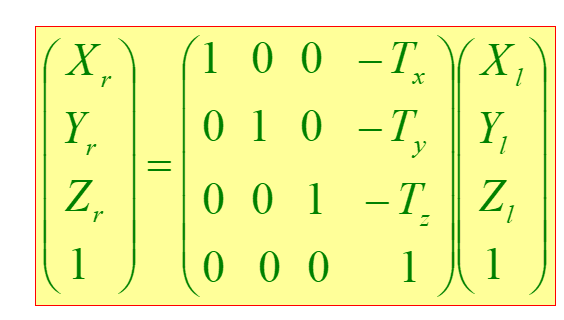 X_r 1 0 0 −T_x X_l
Y_r 0 1 0 −T_y Y_l
=
Z_r 0 0 1 −T_z Z_l
1 0 0 0 1 1